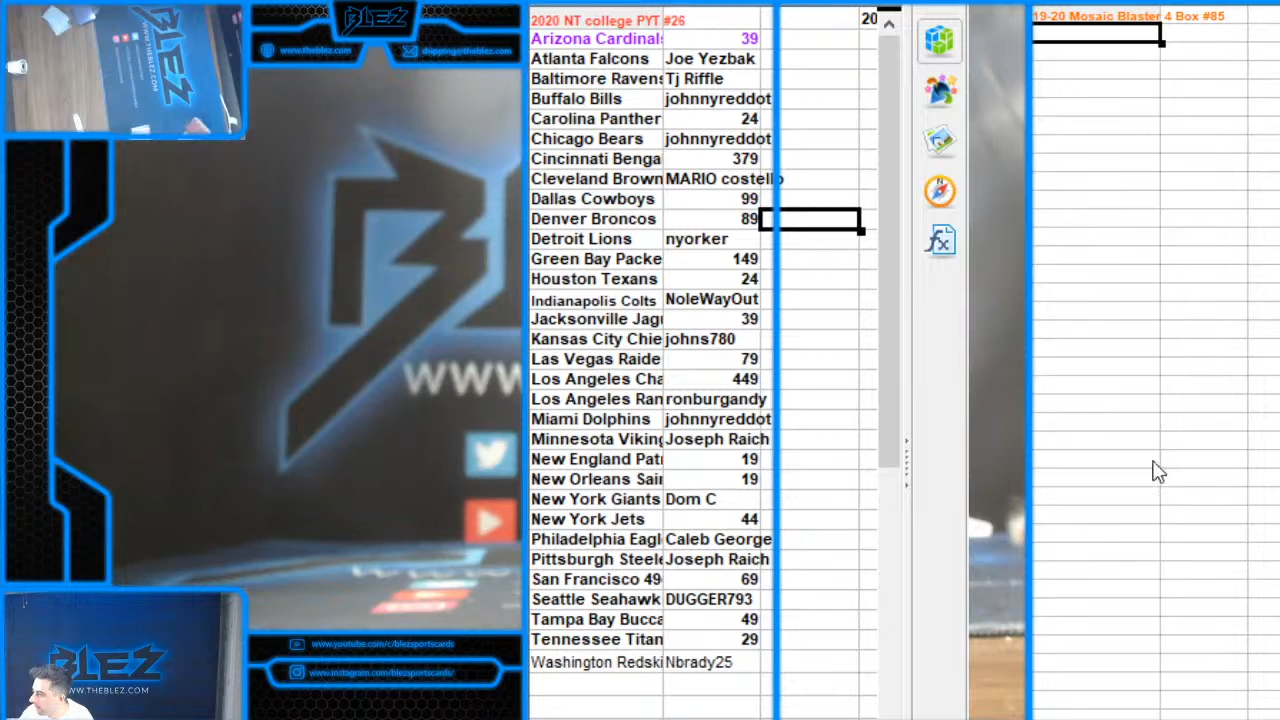 BLEZ
www.theblez.com
shipping@theblez.com
BLEZ
WWW.THEBLEZ.COM
www
2020 NT college PYT #26
20
Arizona Cardinals 39
Atlanta Falcons Joe Yezbak
Baltimore Ravens Tj Riffle
Buffalo Bills johnnyreddot
Carolina Panther 24
Chicago Bears johnnyreddot
Cincinnati Benga 379
Cleveland Brown MARIO costello
Dallas Cowboys 99
Denver Broncos 89
Detroit Lions nyorker
Green Bay Packe 149
Houston Texans 24
Indianapolis Colts NoleWayOut
Jacksonville Jagu 39
Kansas City Chie johns780
Las Vegas Raide 79
Los Angeles Cha 449
Los Angeles Ran ronburgandy
Miami Dolphins johnnyreddot
Minnesota Viking Joseph Raich
New England Patr 19
New Orleans Sai 19
New York Giants Dom C
New York Jets 44
Philadelphia Eagl Caleb George
Pittsburgh Steele Joseph Raich
San Francisco 49 69
Seattle Seahawk DUGGER793
Tampa Bay Bucca 49
Tennessee Titan 29
Washington Redski Nbrady25
19-20 Mosaic Blaster 4 Box #85
N
fx
BLEZ
WWW.THEBLEZ.COM
www.youtube.com/c/blezsportscards
www.instagram.com/blezsportscards/